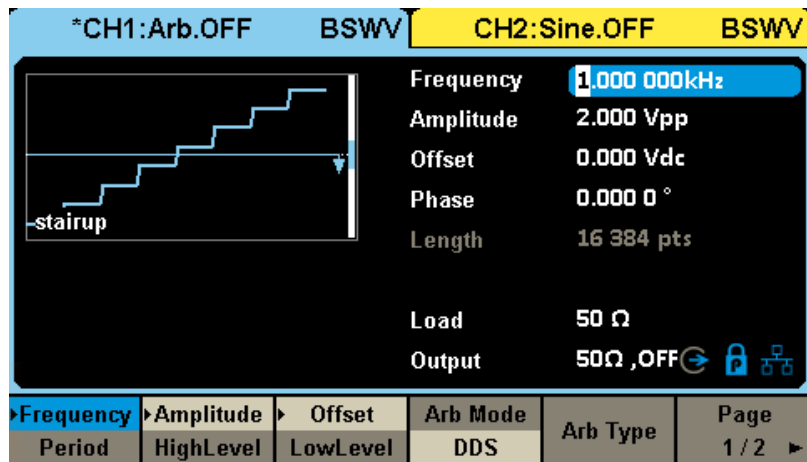 *CH1:Arb.OFF BSWV CH2:Sine.OFF BSWV
Frequency 1.000 000kHz
Amplitude 2.000 Vpp
Offset 0.000 Vdc
Phase 0.000 0 °
stairup
Length 16 384 pts
Load 50 Ω
Output 50Ω ,OFF P
Frequency Amplitude Offset Arb Mode Arb Type Page
Period HighLevel LowLevel DDS 1/2